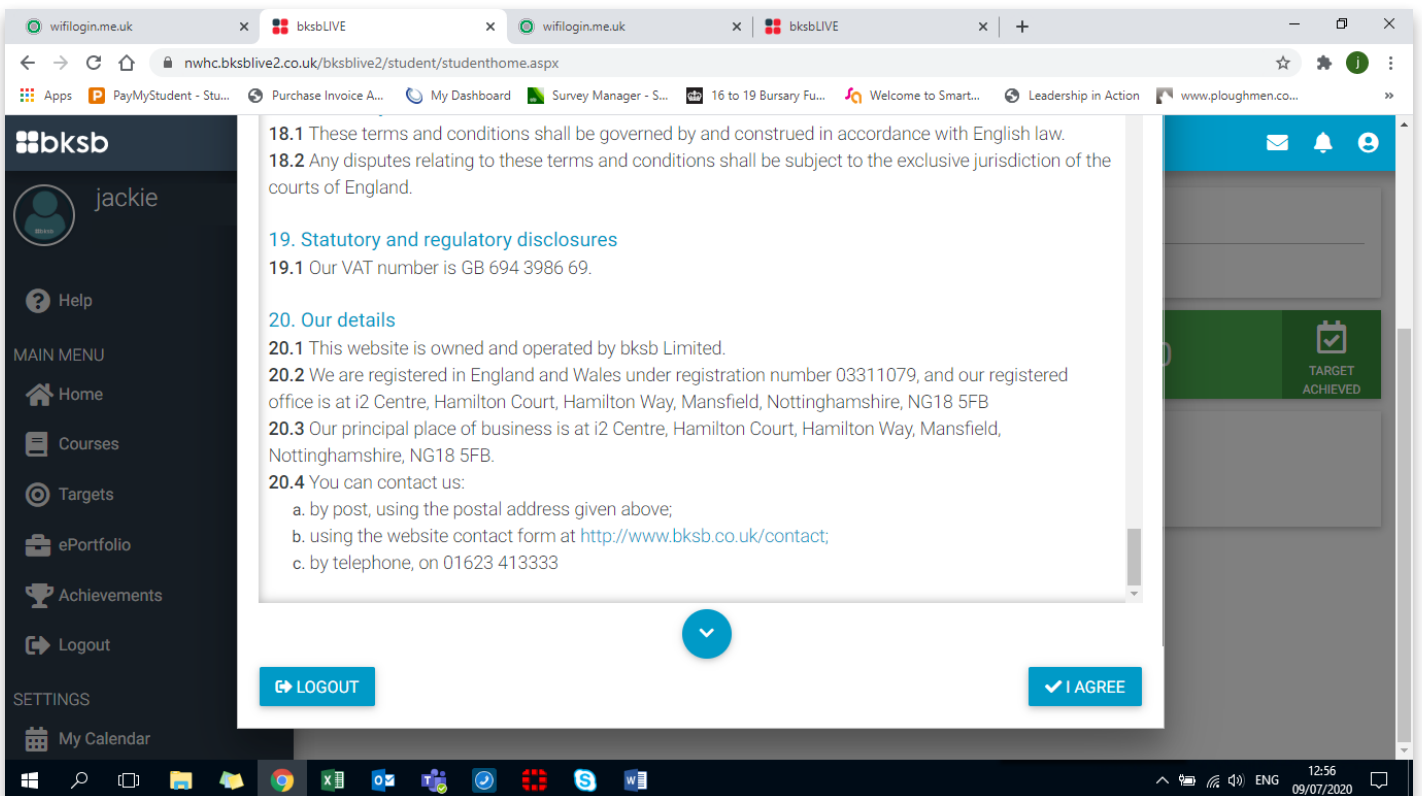 wifilogin.me.uk
bksbLIVE
wifilogin.me.uk
bksbLIVE
nwhc.bksblive2.co.uk/bksblive2/student/studenthome.aspx
j
Apps
PayMyStudent - Stu...
Purchase Invoice A...
My Dashboard
Survey Manager - S...
16 to 19 Bursary Fu...
Welcome to Smart...
Leadership in Action
www.ploughmen.co...
»
bksb
jackie
Help
MAIN MENU
Home
Courses
Targets
ePortfolio
Achievements
Logout
SETTINGS
My Calendar
18.1 These terms and conditions shall be governed by and construed in accordance with English law.
18.2 Any disputes relating to these terms and conditions shall be subject to the exclusive jurisdiction of the
courts of England.
19. Statutory and regulatory disclosures
19.1 Our VAT number is GB 694 3986 69.
20. Our details
20.1 This website is owned and operated by bksb Limited.
20.2 We are registered in England and Wales under registration number 03311079, and our registered
office is at i2 Centre, Hamilton Court, Hamilton Way, Mansfield, Nottinghamshire, NG18 5FB
20.3 Our principal place of business is at i2 Centre, Hamilton Court, Hamilton Way, Mansfield,
Nottinghamshire, NG18 5FB.
20.4 You can contact us:
a. by post, using the postal address given above;
b. using the website contact form at http://www.bksb.co.uk/contact;
c. by telephone, on 01623 413333
LOGOUT
I AGREE
TARGET
ACHIEVED
ENG
12:56
09/07/2020